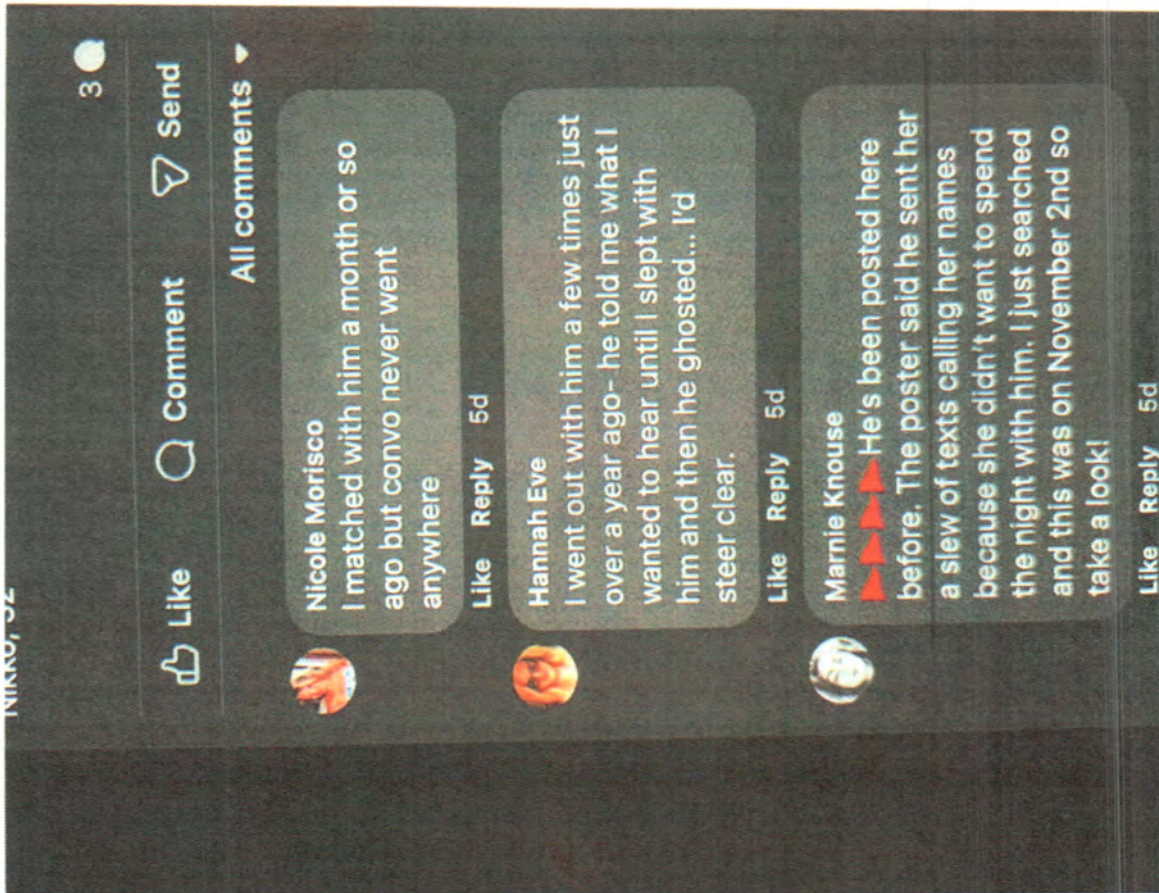 3
Like Comment Send
All comments
Nicole Morisco
I matched with him a month or so
ago but convo never went
anywhere
Like Reply 5d
Hannah Eve
I went out with him a few times just
over a year ago- he told me what I
wanted to hear until I slept with
him and then he ghosted... I'd
steer clear.
Like Reply 5d
Marnie Knouse
He's been posted here
before. The poster said he sent her
a slew of texts calling her names
because she didn't want to spend
the night with him. I just searched
and this was on November 2nd so
take a look!
Like Reply 5d